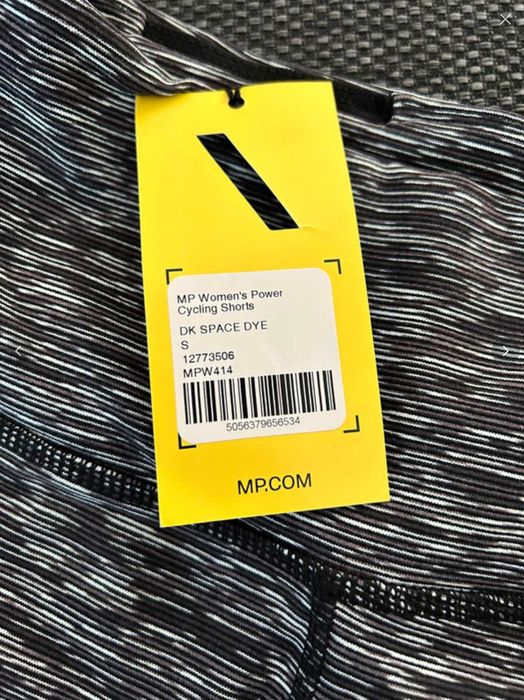 MP Women's Power
Cycling Shorts
DK SPACE DYE
S
12773506
MPW414
5056379656534
MP.COM